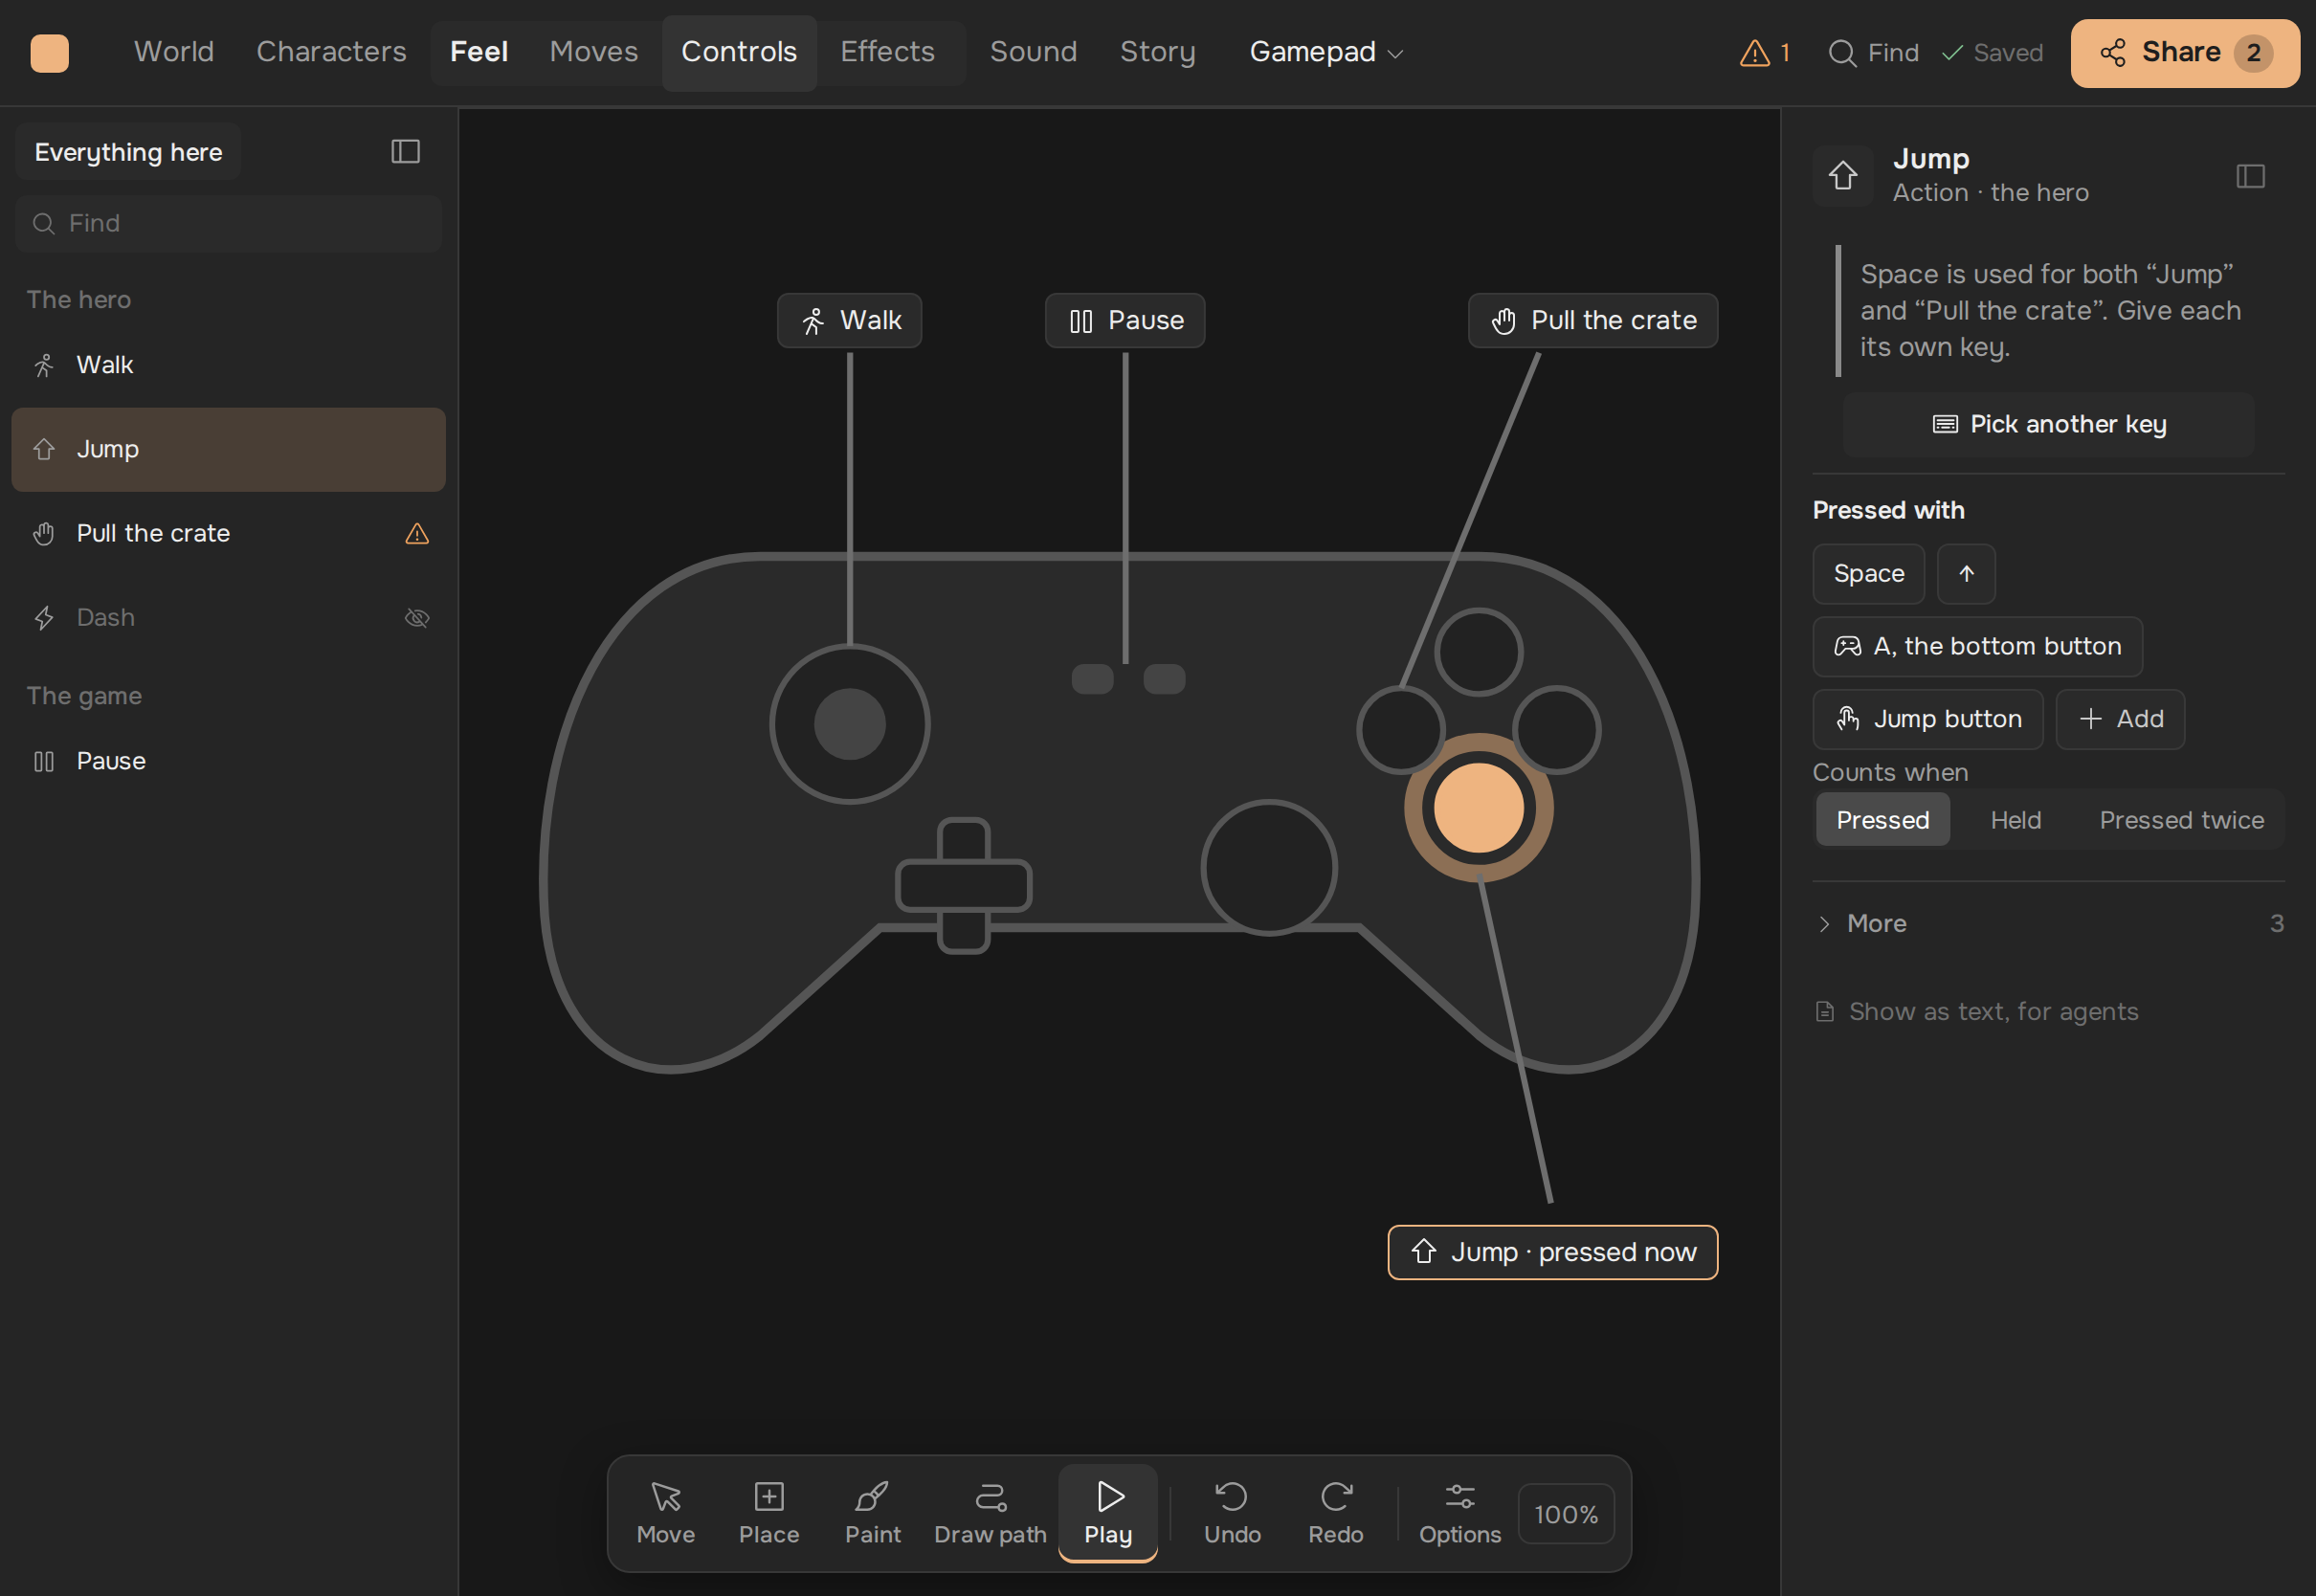 World Characters Feel Moves Controls Effects Sound Story Gamepad
1 Find Saved Share 2
Everything here
Find
The hero
Walk
Jump
Pull the crate
Dash
The game
Pause
Walk
Pause
Pull the crate
Jump · pressed now
Move Place Paint Draw path Play Undo Redo Options 100%
Jump
Action · the hero
Space is used for both “Jump”
and “Pull the crate”. Give each
its own key.
Pick another key
Pressed with
Space ↑
A, the bottom button
Jump button Add
Counts when
Pressed Held Pressed twice
More 3
Show as text, for agents